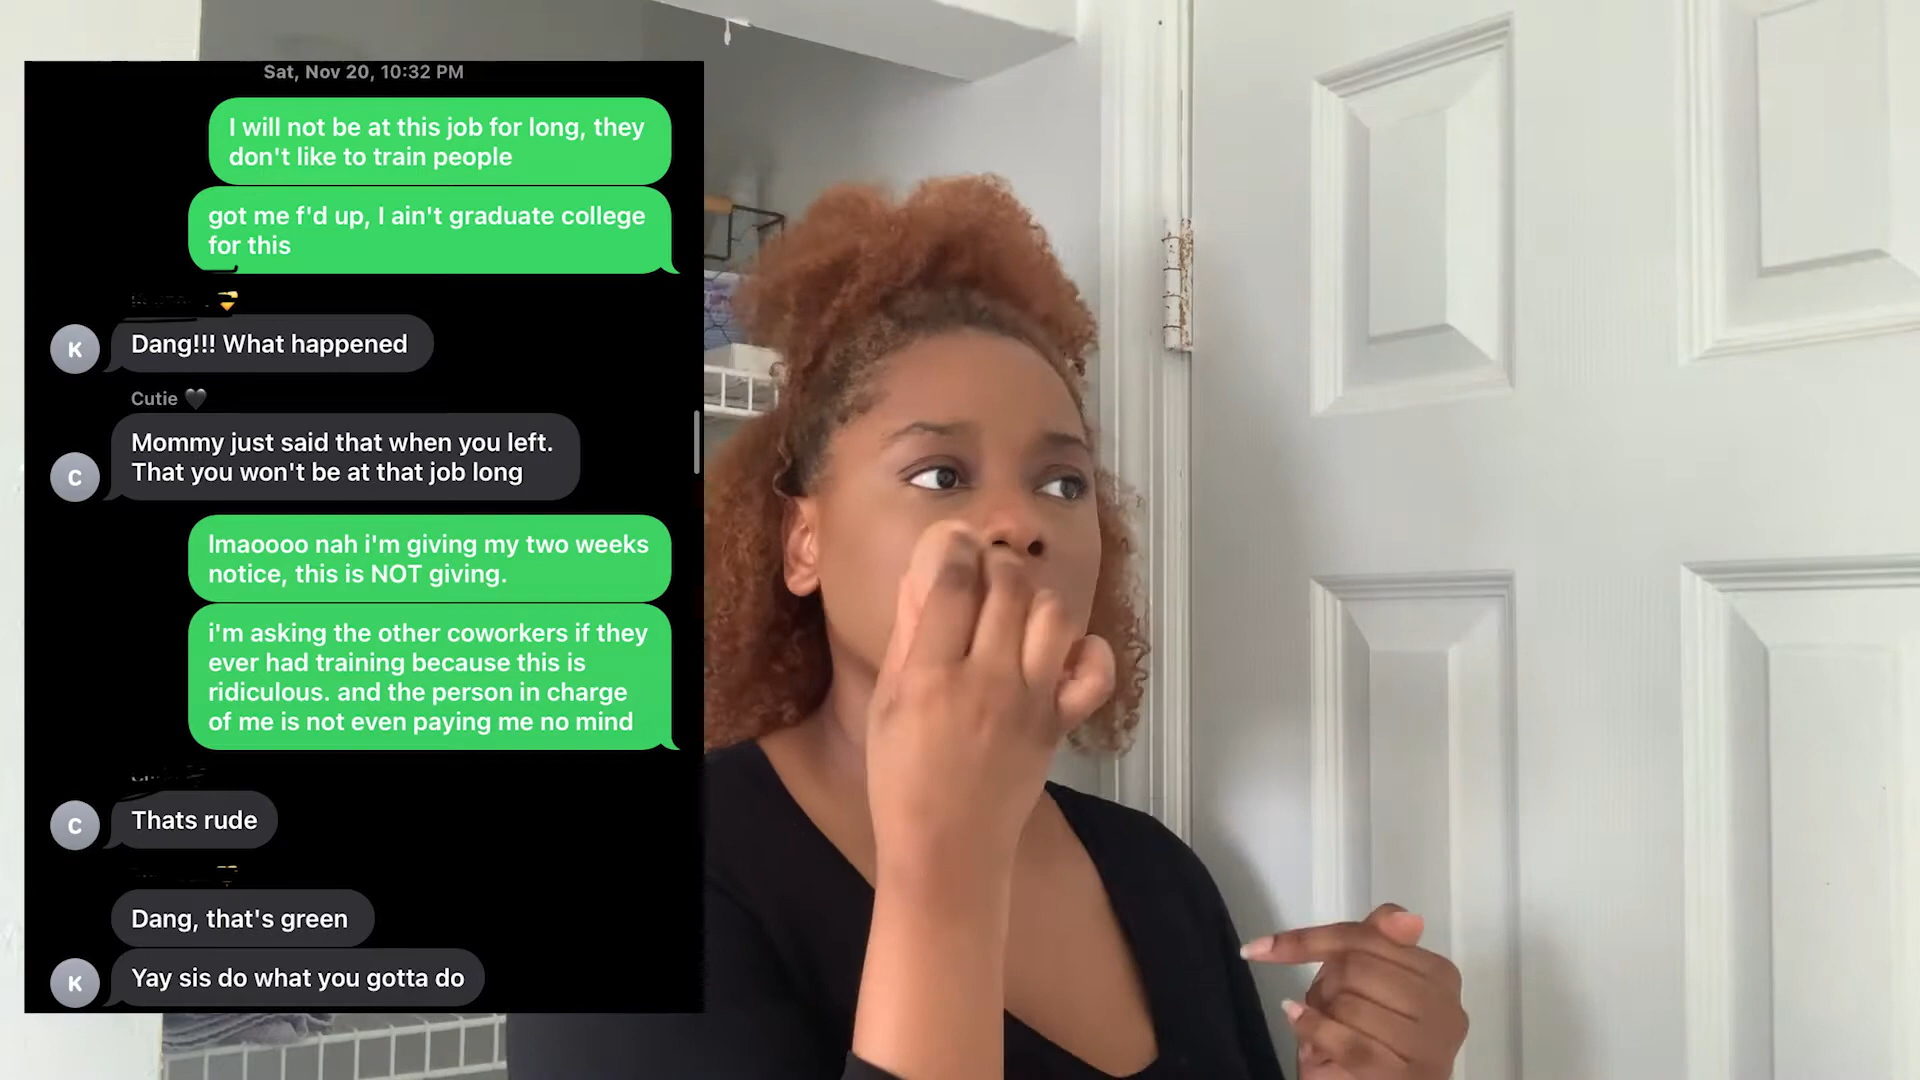 Sat, Nov 20, 10:32 PM
I will not be at this job for long, they
don't like to train people
got me f'd up, I ain't graduate college
for this
K
Dang!!! What happened
Cutie 🖤
C
Mommy just said that when you left.
That you won't be at that job long
lmaoooo nah i'm giving my two weeks
notice, this is NOT giving.
i'm asking the other coworkers if they
ever had training because this is
ridiculous. and the person in charge
of me is not even paying me no mind
C
Thats rude
Dang, that's green
K
Yay sis do what you gotta do